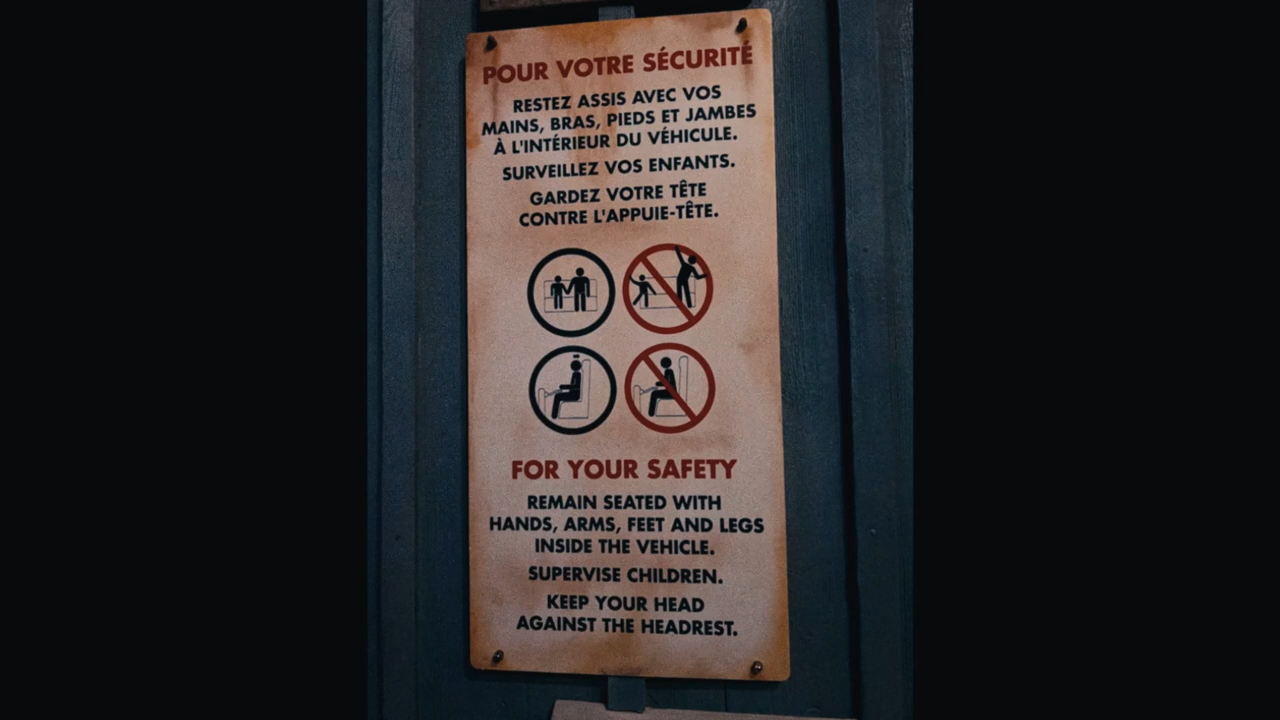 POUR VOTRE SÉCURITÉ
RESTEZ ASSIS AVEC VOS
MAINS, BRAS, PIEDS ET JAMBES
À L'INTÉRIEUR DU VÉHICULE.
SURVEILLEZ VOS ENFANTS.
GARDEZ VOTRE TÊTE
CONTRE L'APPUIE-TÊTE.
FOR YOUR SAFETY
REMAIN SEATED WITH
HANDS, ARMS, FEET AND LEGS
INSIDE THE VEHICLE.
SUPERVISE CHILDREN.
KEEP YOUR HEAD
AGAINST THE HEADREST.